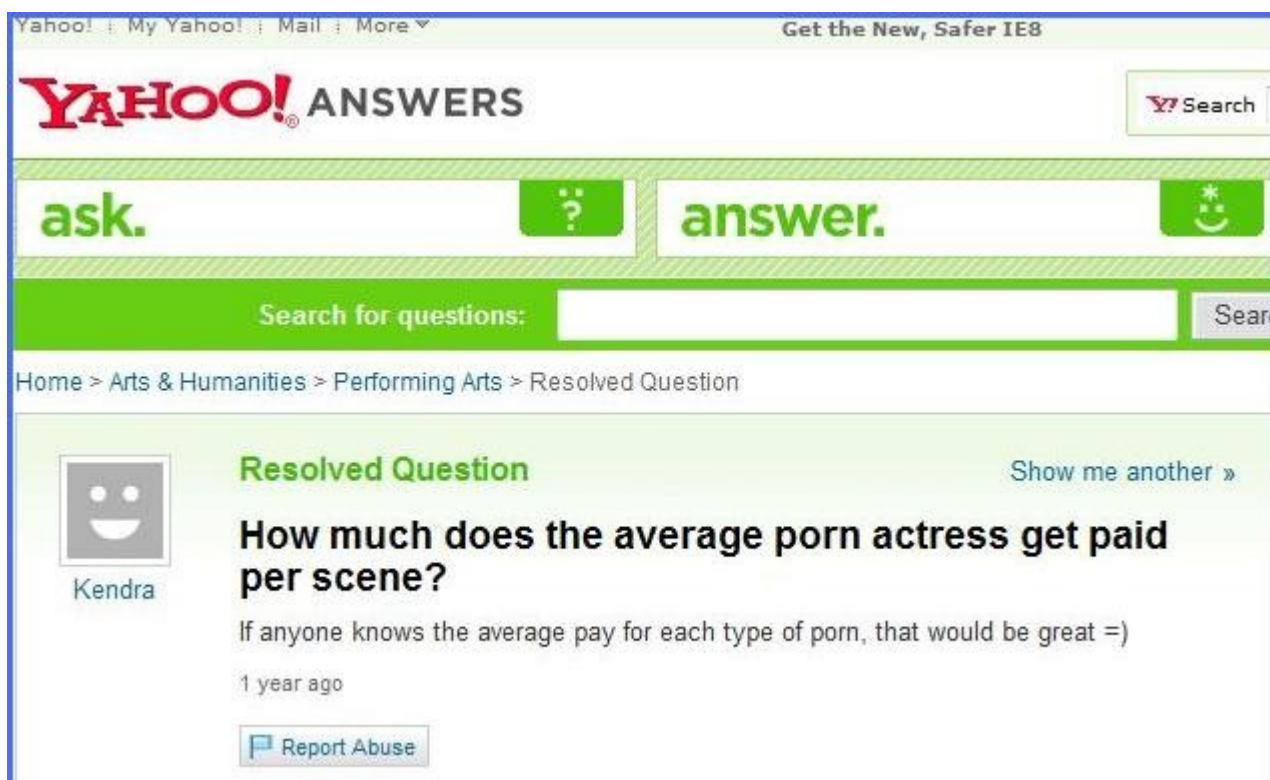 Yahoo! My Yahoo! Mail More Get the New, Safer IE8
YAHOO!® ANSWERS Y! Search
ask. ? answer.
Search for questions: Sear
Home > Arts & Humanities > Performing Arts > Resolved Question
Resolved Question Show me another »
How much does the average porn actress get paid
per scene?
Kendra
If anyone knows the average pay for each type of porn, that would be great =)
1 year ago
Report Abuse